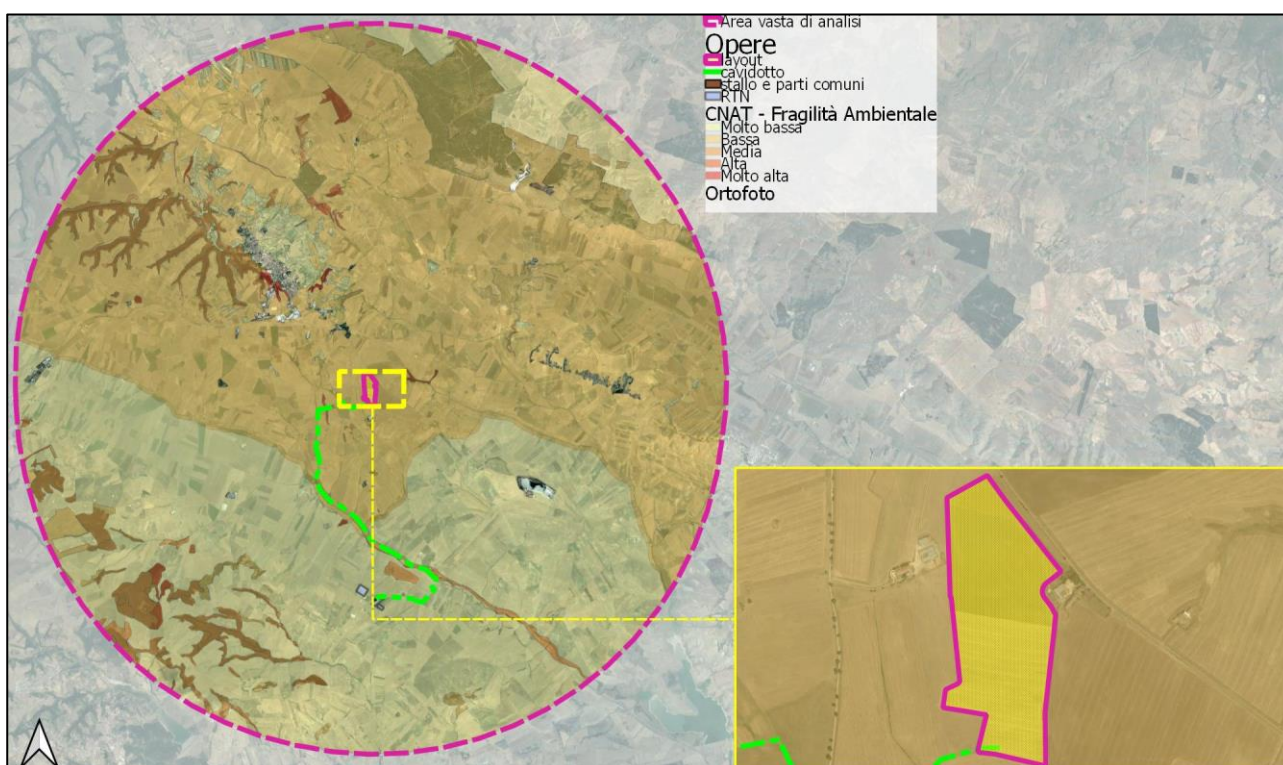 Area vasta di analisi
Opere
layout
cavidotto
stallo e parti comuni
RTN
CNAT - Fragilità Ambientale
Molto bassa
Bassa
Media
Alta
Molto alta
Ortofoto